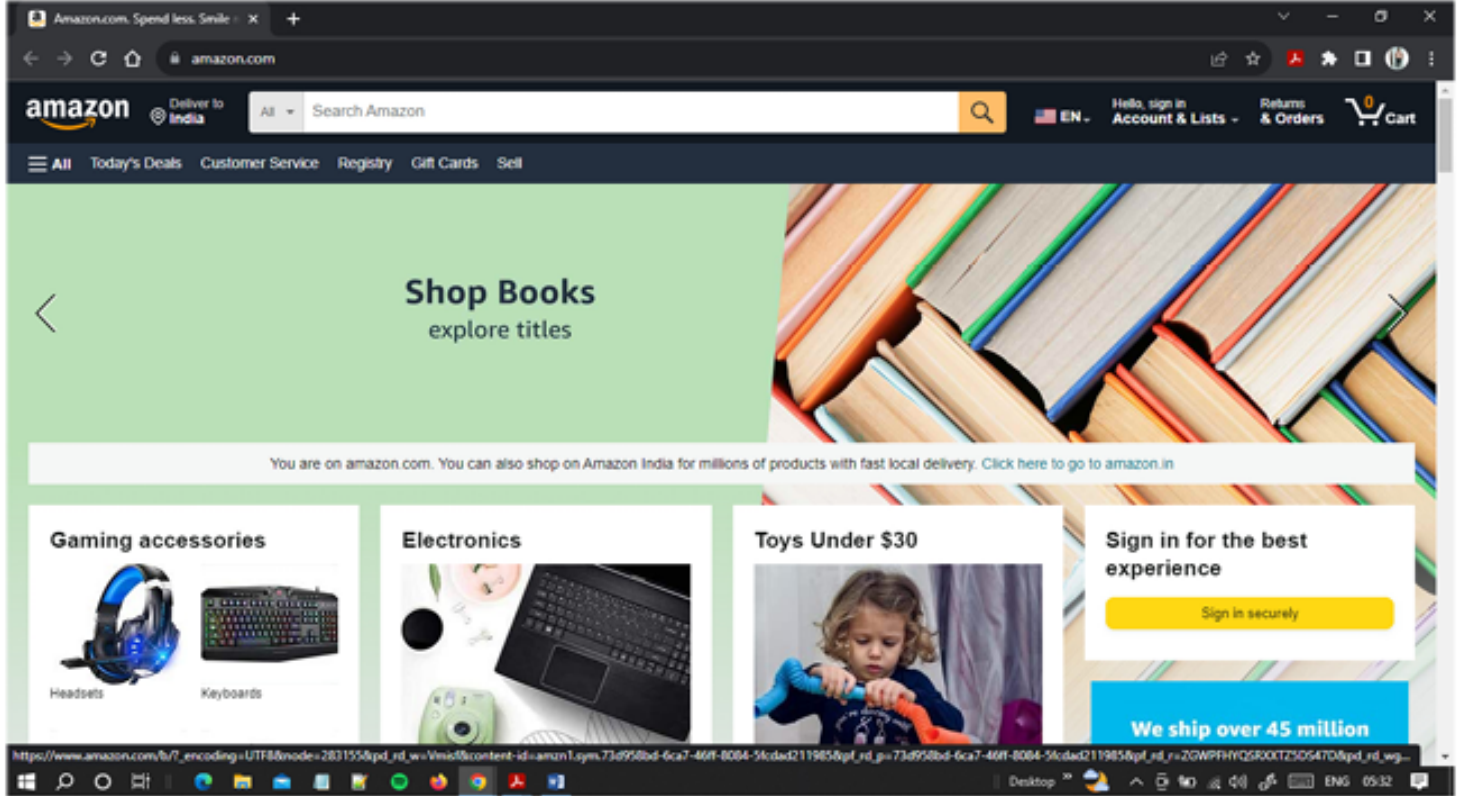 Amazon.com. Spend less. Smile
amazon.com
amazon
Deliver to
India
All
Search Amazon
EN
Hello, sign in
Account & Lists
Returns
& Orders
0
Cart
All Today's Deals Customer Service Registry Gift Cards Sell
Shop Books
explore titles
You are on amazon.com. You can also shop on Amazon India for millions of products with fast local delivery. Click here to go to amazon.in
Gaming accessories
Headsets
Keyboards
Electronics
Toys Under $30
Sign in for the best
experience
Sign in securely
We ship over 45 million
Desktop
ENG
05:32